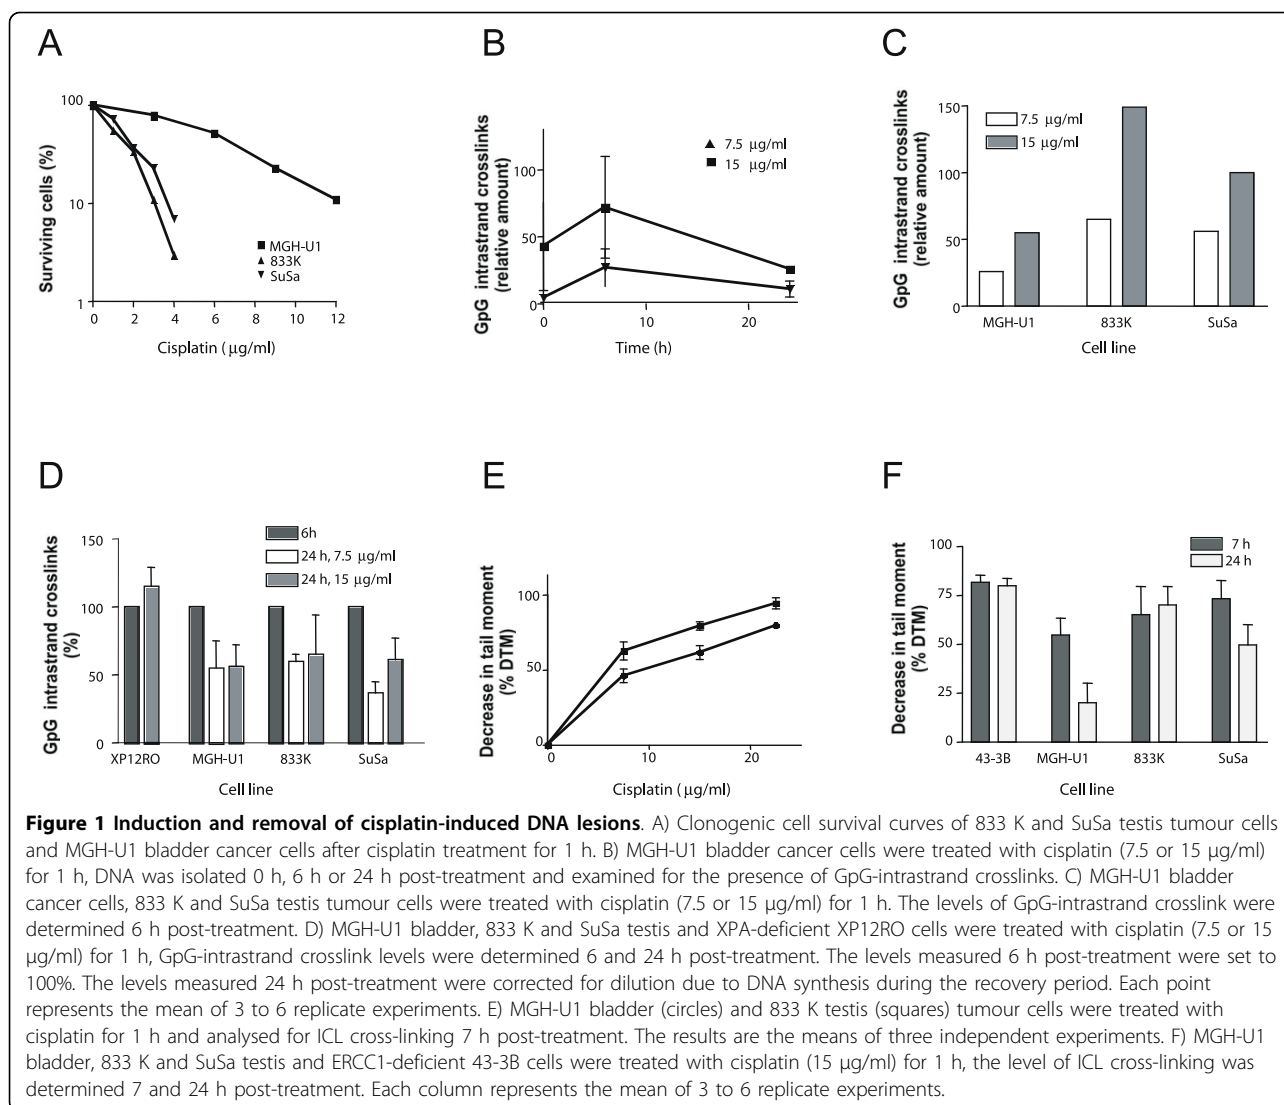 A
Surviving cells (%)
100
10
1
0 2 4 6 8 10 12
Cisplatin (µg/ml)
MGH-U1
833K
SuSa
B
GpG intrastrand crosslinks
(relative amount)
100
50
0
0 10 20
Time (h)
7.5 µg/ml
15 µg/ml
C
GpG intrastrand crosslinks
(relative amount)
150
100
50
0
7.5 µg/ml
15 µg/ml
MGH-U1 833K SuSa
Cell line
D
GpG intrastrand crosslinks
(%)
150
100
50
0
6h
24 h, 7.5 µg/ml
24 h, 15 µg/ml
XP12RO MGH-U1 833K SuSa
Cell line
E
Decrease in tail moment
(% DTM)
100
50
0
0 10 20
Cisplatin (µg/ml)
F
Decrease in tail moment
(% DTM)
100
75
50
25
0
7 h
24 h
43-3B MGH-U1 833K SuSa
Cell line
Figure 1 Induction and removal of cisplatin-induced DNA lesions. A) Clonogenic cell survival curves of 833 K and SuSa testis tumour cells
and MGH-U1 bladder cancer cells after cisplatin treatment for 1 h. B) MGH-U1 bladder cancer cells were treated with cisplatin (7.5 or 15 µg/ml)
for 1 h, DNA was isolated 0 h, 6 h or 24 h post-treatment and examined for the presence of GpG-intrastrand crosslinks. C) MGH-U1 bladder
cancer cells, 833 K and SuSa testis tumour cells were treated with cisplatin (7.5 or 15 µg/ml) for 1 h. The levels of GpG-intrastrand crosslink were
determined 6 h post-treatment. D) MGH-U1 bladder, 833 K and SuSa testis and XPA-deficient XP12RO cells were treated with cisplatin (7.5 or 15
µg/ml) for 1 h, GpG-intrastrand crosslink levels were determined 6 and 24 h post-treatment. The levels measured 6 h post-treatment were set to
100%. The levels measured 24 h post-treatment were corrected for dilution due to DNA synthesis during the recovery period. Each point
represents the mean of 3 to 6 replicate experiments. E) MGH-U1 bladder (circles) and 833 K testis (squares) tumour cells were treated with
cisplatin for 1 h and analysed for ICL cross-linking 7 h post-treatment. The results are the means of three independent experiments. F) MGH-U1
bladder, 833 K and SuSa testis and ERCC1-deficient 43-3B cells were treated with cisplatin (15 µg/ml) for 1 h, the level of ICL cross-linking was
determined 7 and 24 h post-treatment. Each column represents the mean of 3 to 6 replicate experiments.